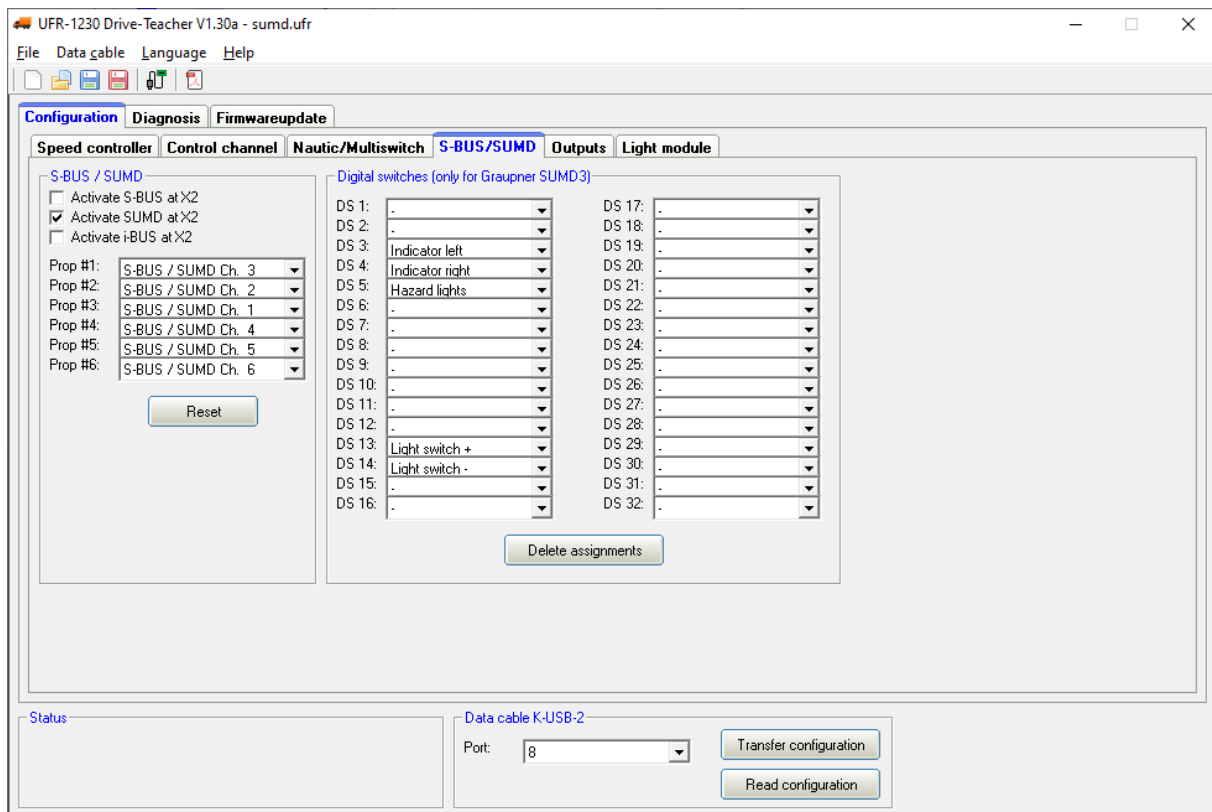 UFR-1230 Drive-Teacher V1.30a - sumd.ufr
File Data cable Language Help
Configuration Diagnosis Firmwareupdate
Speed controller Control channel Nautic/Multiswitch S-BUS/SUMD Outputs Light module
S-BUS / SUMD
Activate S-BUS at X2
Activate SUMD at X2
Activate i-BUS at X2
Prop #1: S-BUS / SUMD Ch. 3
Prop #2: S-BUS / SUMD Ch. 2
Prop #3: S-BUS / SUMD Ch. 1
Prop #4: S-BUS / SUMD Ch. 4
Prop #5: S-BUS / SUMD Ch. 5
Prop #6: S-BUS / SUMD Ch. 6
Reset
Digital switches (only for Graupner SUMD3)
DS 1: -
DS 2: -
DS 3: Indicator left
DS 4: Indicator right
DS 5: Hazard lights
DS 6: -
DS 7: -
DS 8: -
DS 9: -
DS 10: -
DS 11: -
DS 12: -
DS 13: Light switch +
DS 14: Light switch -
DS 15: -
DS 16: -
DS 17: -
DS 18: -
DS 19: -
DS 20: -
DS 21: -
DS 22: -
DS 23: -
DS 24: -
DS 25: -
DS 26: -
DS 27: -
DS 28: -
DS 29: -
DS 30: -
DS 31: -
DS 32: -
Delete assignments
Status
Data cable K-USB-2
Port: 8
Transfer configuration
Read configuration